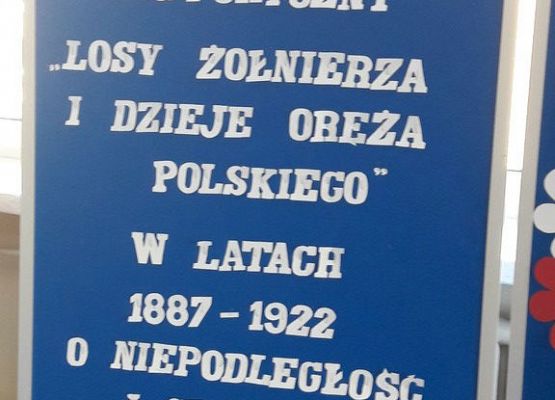 „LOSY ŻOŁNIERZA
I DZIEJE ORĘŻA
POLSKIEGO”
W LATACH
1887 – 1922
O NIEPODLEGŁOŚĆ